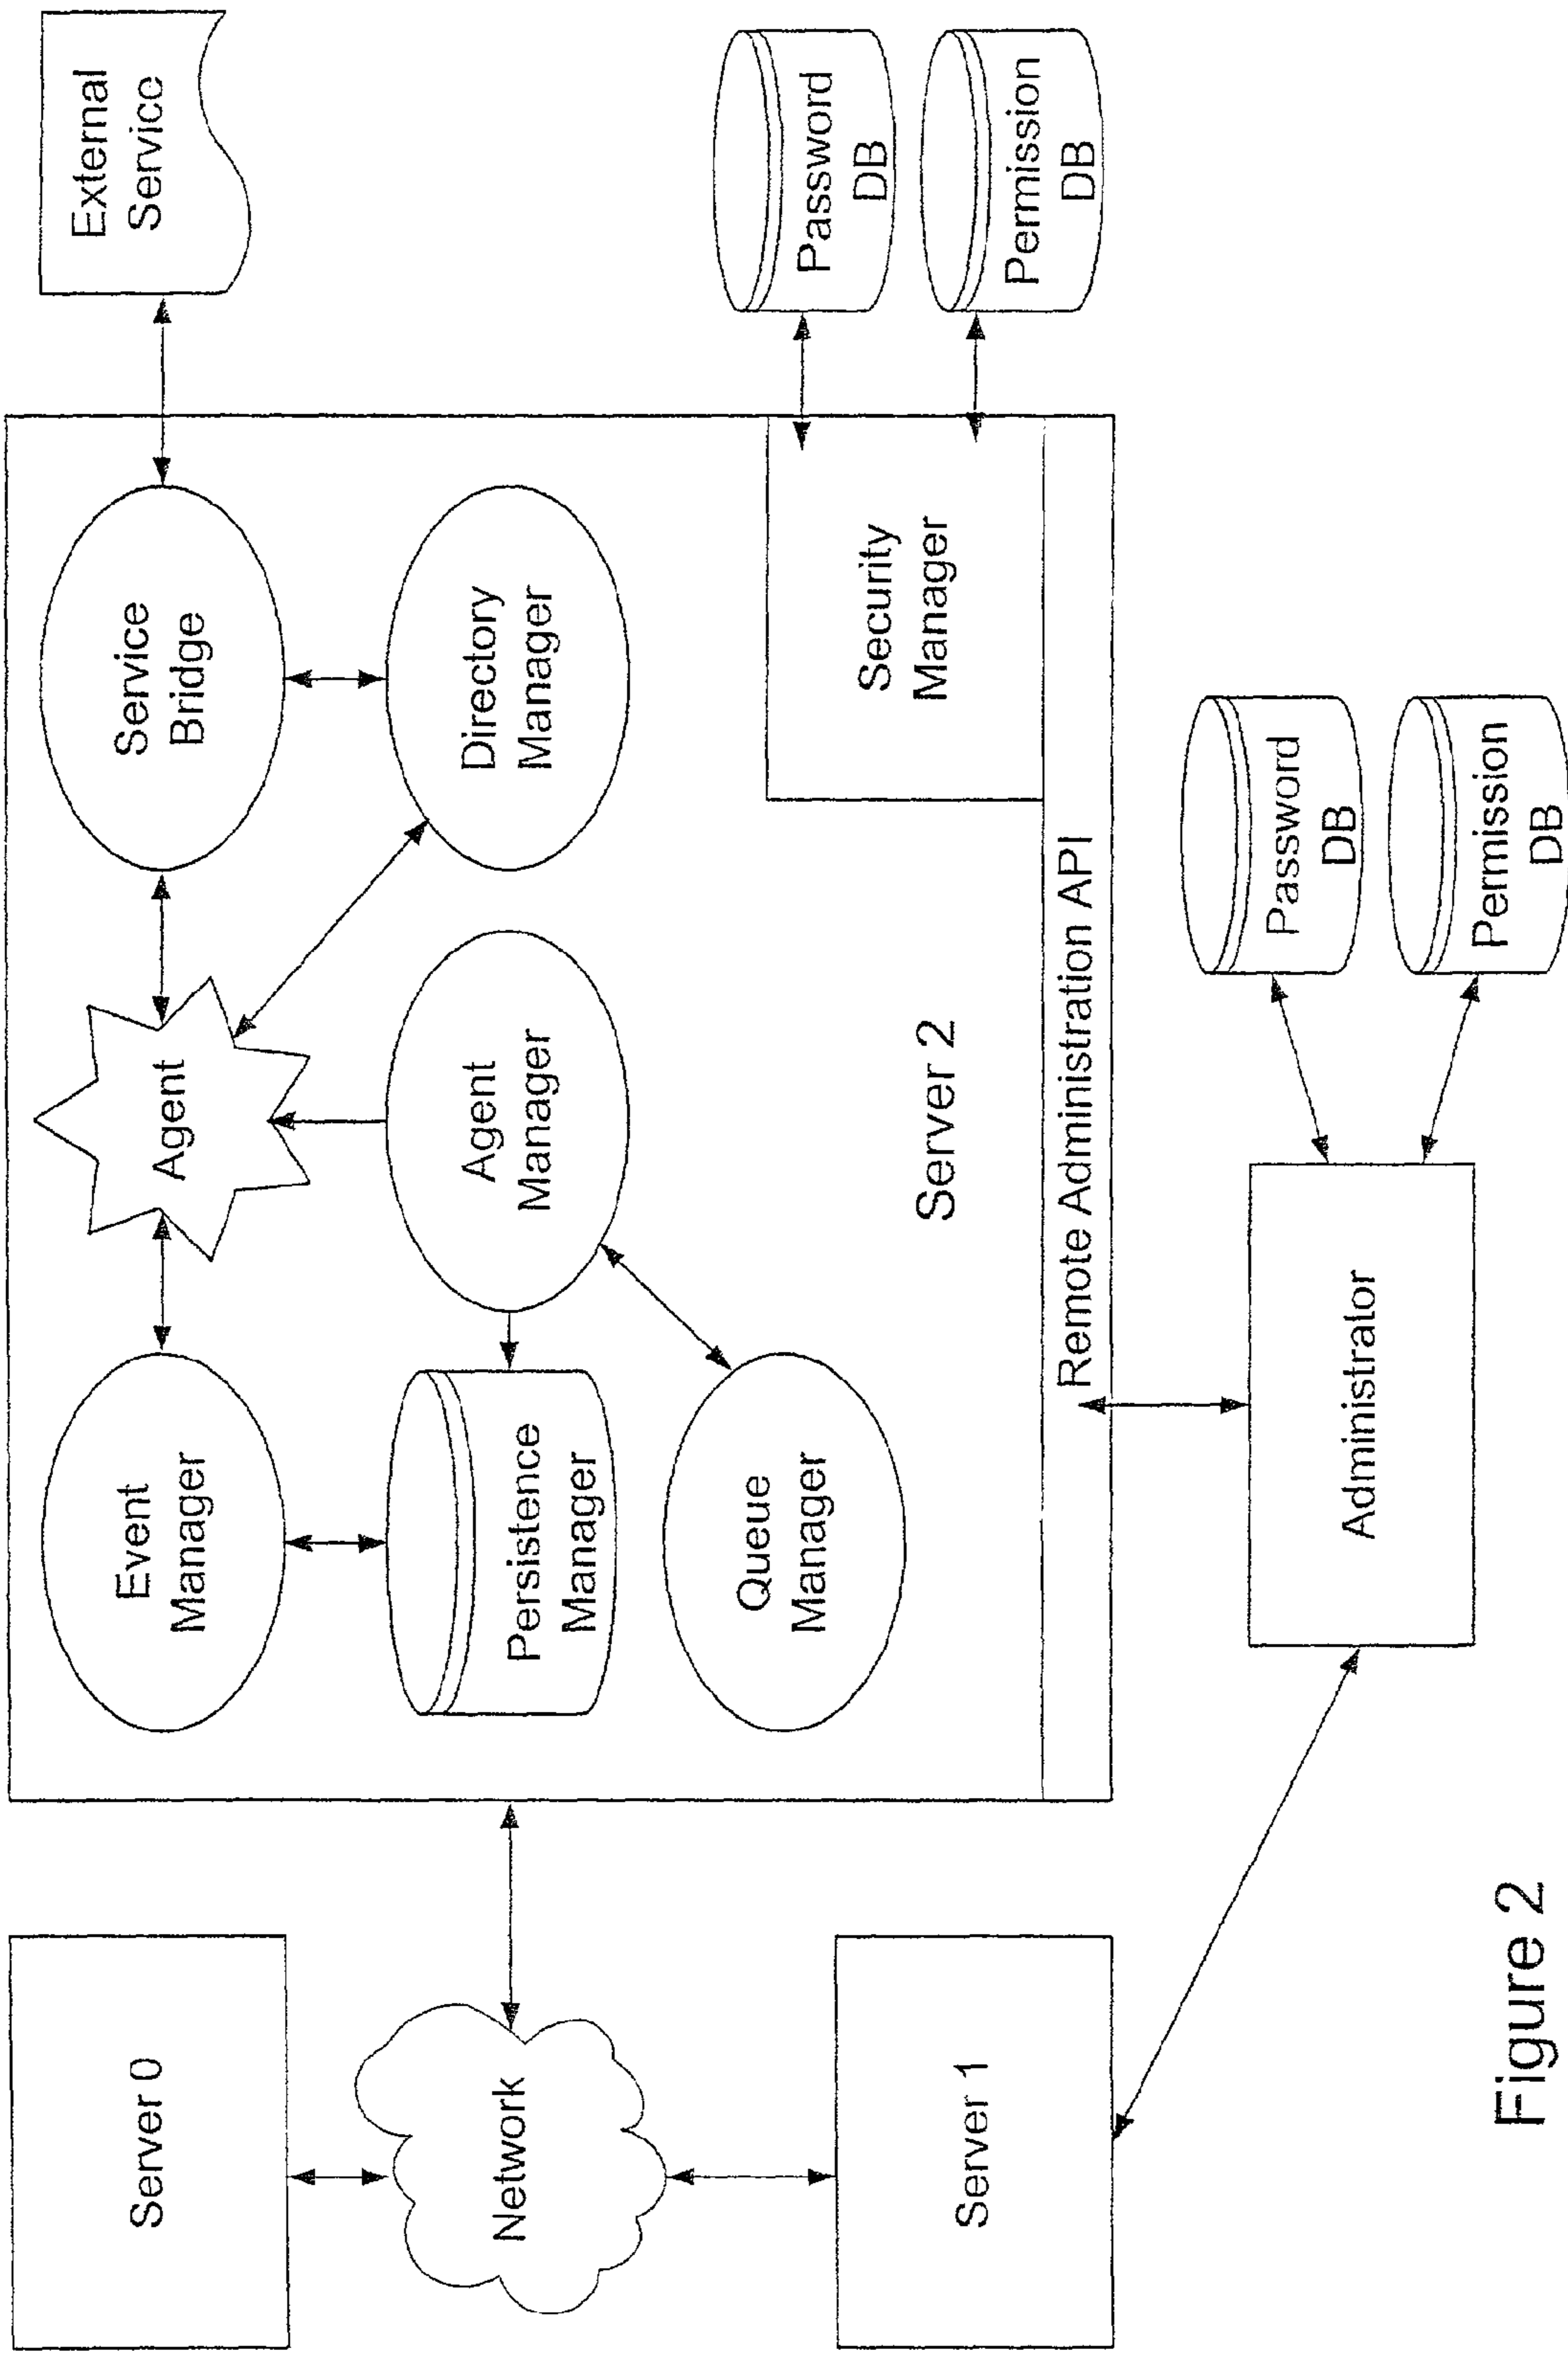 Server 0
Network
Server 1
Event
Manager
Persistence
Manager
Queue
Manager
Agent
Agent
Manager
Service
Bridge
Directory
Manager
Server 2
Security
Manager
Remote Administration API
External
Service
Password
DB
Permission
DB
Administrator
Password
DB
Permission
DB
Figure 2